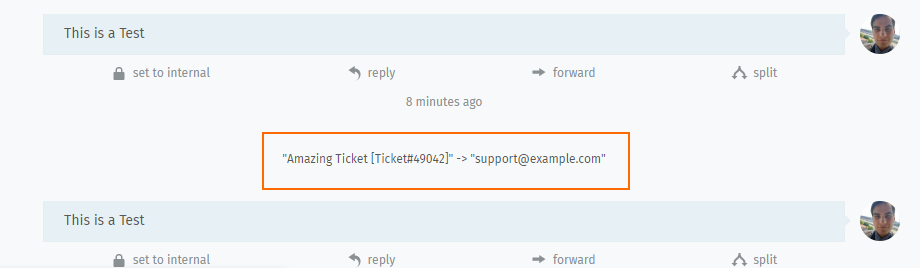 This is a Test
set to internal reply forward split
8 minutes ago
"Amazing Ticket [Ticket#49042]" -> "support@example.com"
This is a Test
set to internal reply forward split